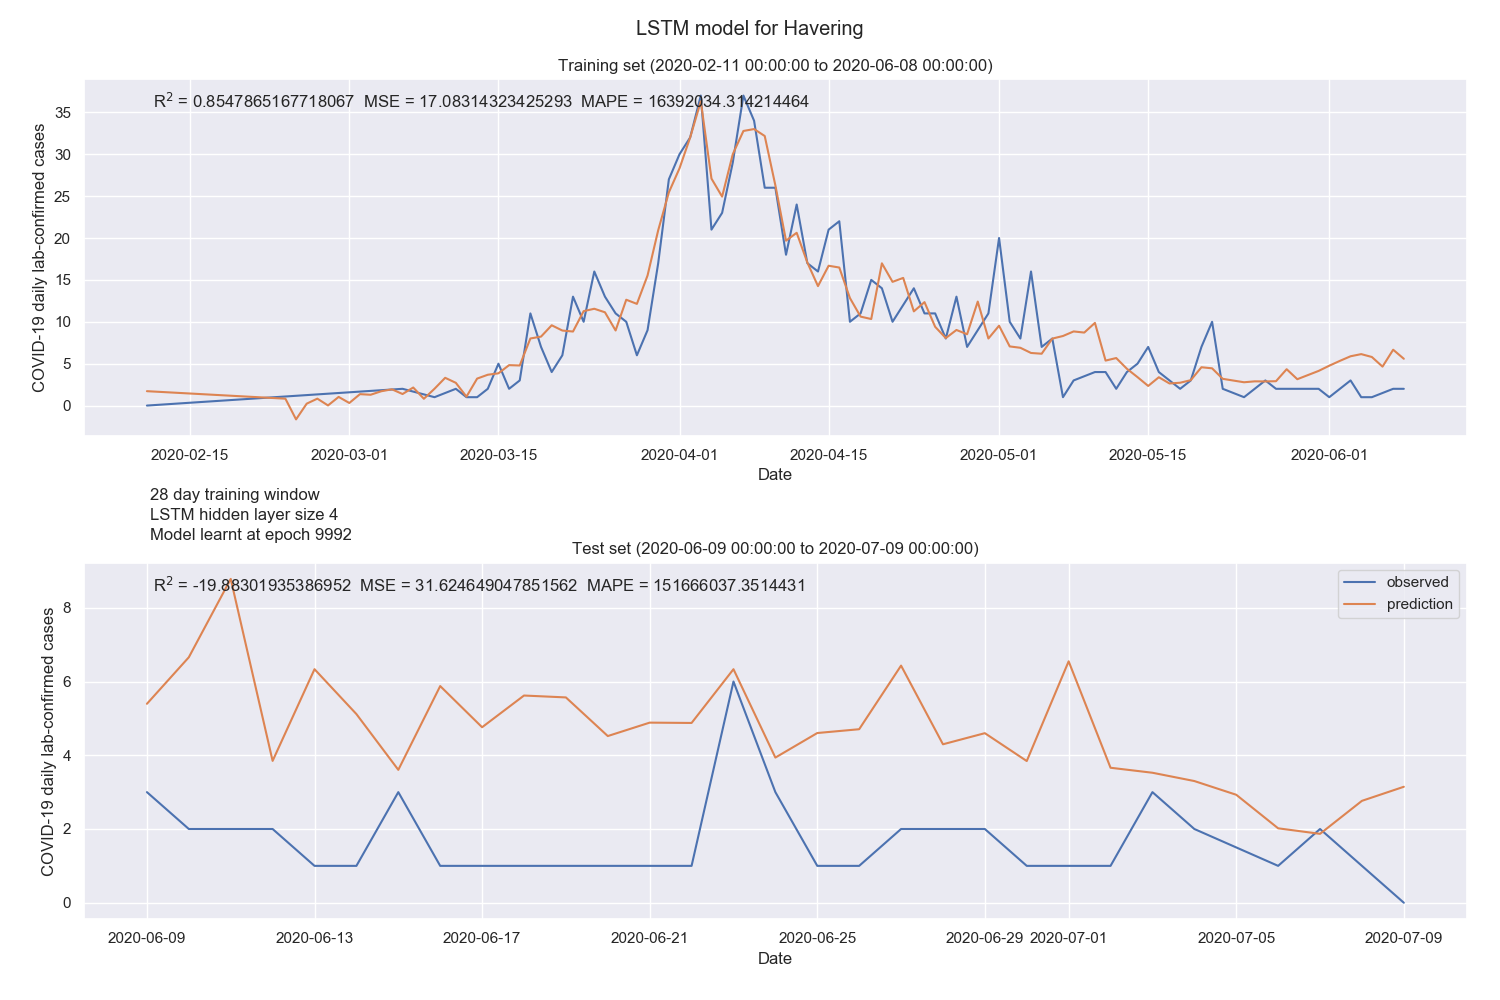 LSTM model for Havering
Training set (2020-02-11 00:00:00 to 2020-06-08 00:00:00)
R2 = 0.8547865167718067 MSE = 17.08314323425293 MAPE = 16392034.314214464
COVID-19 daily lab-confirmed cases
35
30
25
20
15
10
5
0
2020-02-15 2020-03-01 2020-03-15 2020-04-01 2020-04-15 2020-05-01 2020-05-15 2020-06-01
Date
28 day training window
LSTM hidden layer size 4
Model learnt at epoch 9992
Test set (2020-06-09 00:00:00 to 2020-07-09 00:00:00)
R2 = -19.88301935386952 MSE = 31.624649047851562 MAPE = 151666037.3514431
observed
prediction
COVID-19 daily lab-confirmed cases
8
6
4
2
0
2020-06-09 2020-06-13 2020-06-17 2020-06-21 2020-06-25 2020-06-29 2020-07-01 2020-07-05 2020-07-09
Date